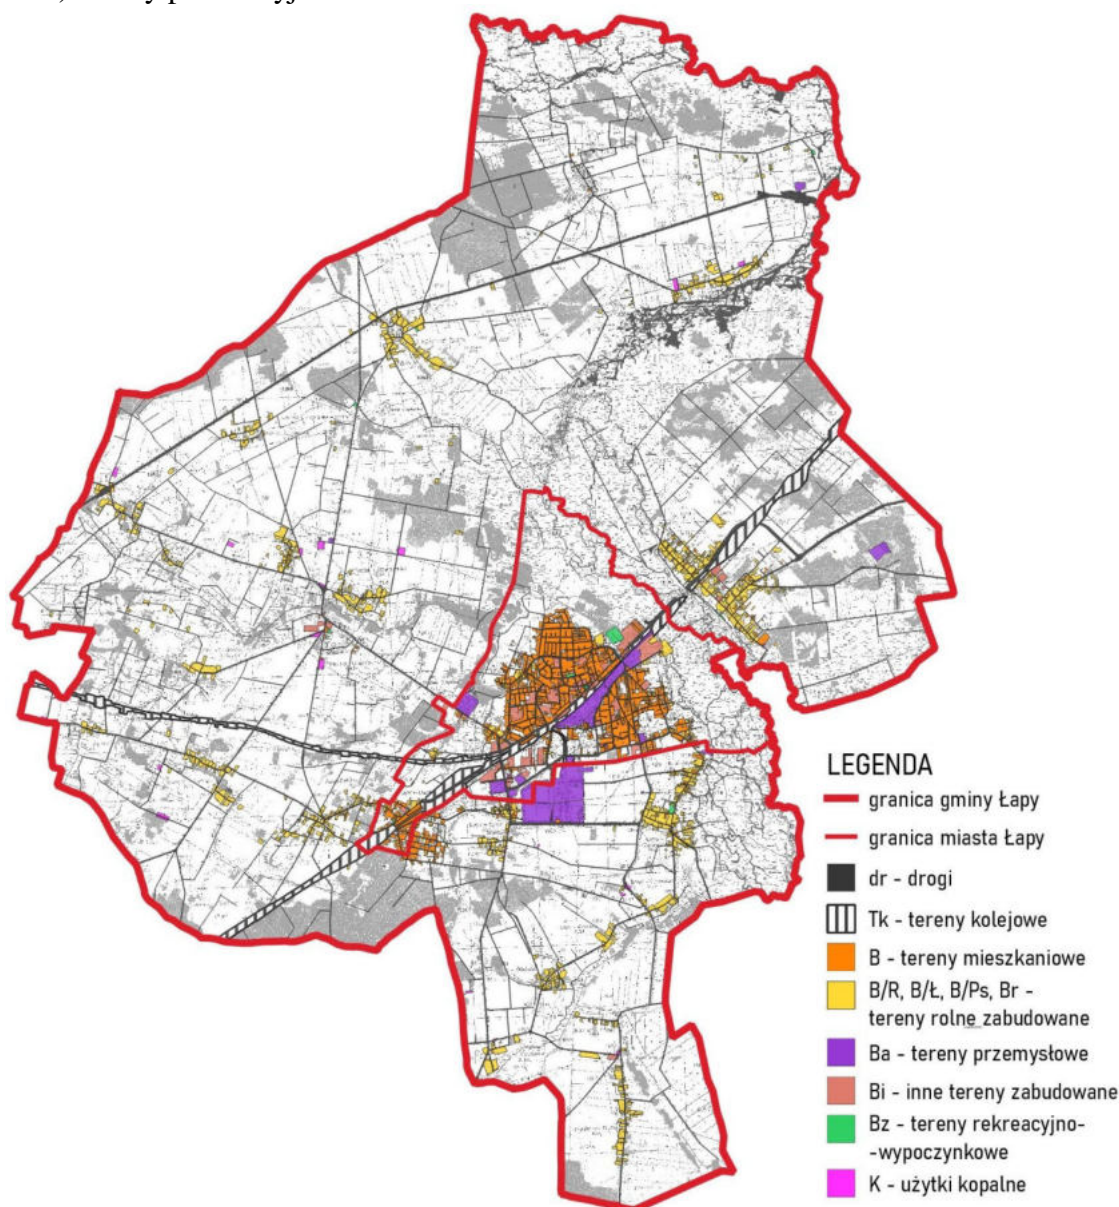 LEGENDA
granica gminy Łapy
granica miasta Łapy
dr - drogi
Tk - tereny kolejowe
B - tereny mieszkaniowe
B/R, B/Ł, B/Ps, Br -
tereny rolne zabudowane
Ba - tereny przemysłowe
Bi - inne tereny zabudowane
Bz - tereny rekreacyjno-
-wypoczynkowe
K - użytki kopalne